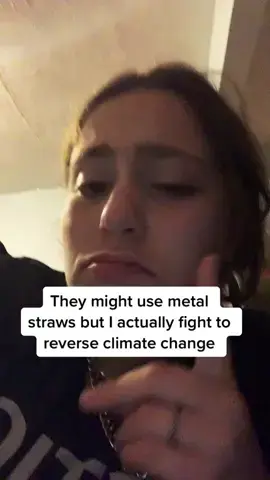 They might use metal
straws but I actually fight to
reverse climate change